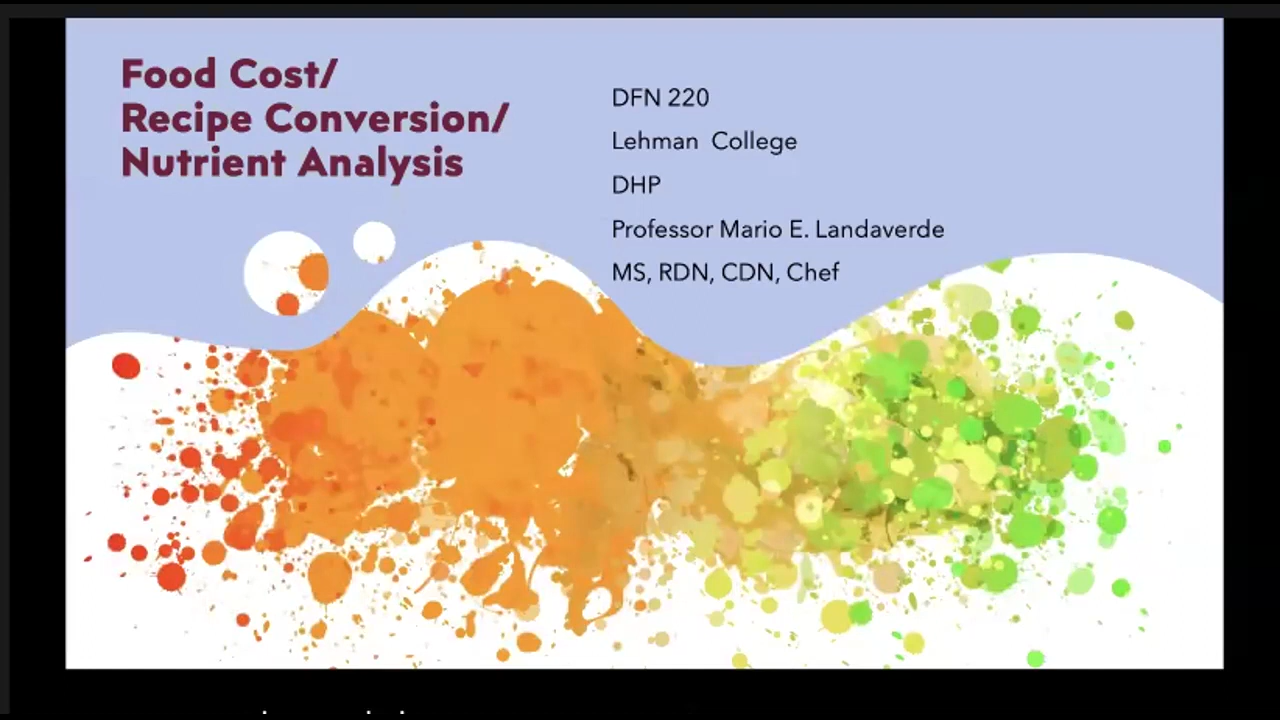 Food Cost/
Recipe Conversion/
Nutrient Analysis
DFN 220
Lehman College
DHP
Professor Mario E. Landaverde
MS, RDN, CDN, Chef